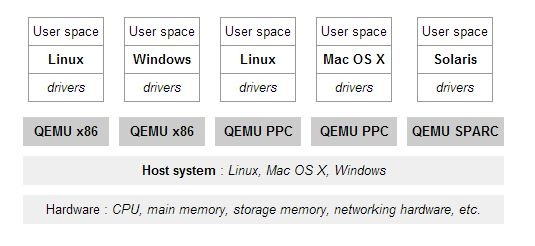 User space User space User space User space User space
Linux Windows Linux Mac OS X Solaris
drivers drivers drivers drivers drivers
QEMU x86 QEMU x86 QEMU PPC QEMU PPC QEMU SPARC
Host system : Linux, Mac OS X, Windows
Hardware : CPU, main memory, storage memory, networking hardware, etc.